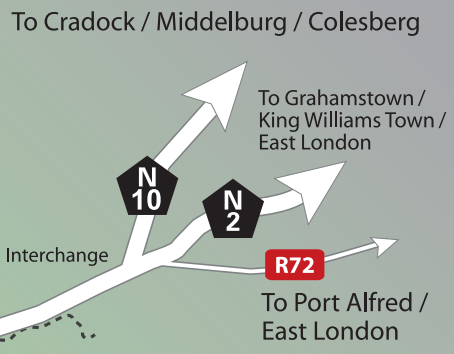 To Cradock / Middelburg / Colesberg
To Grahamstown /
King Williams Town /
East London
N
10
N
2
Interchange
R72
To Port Alfred /
East London